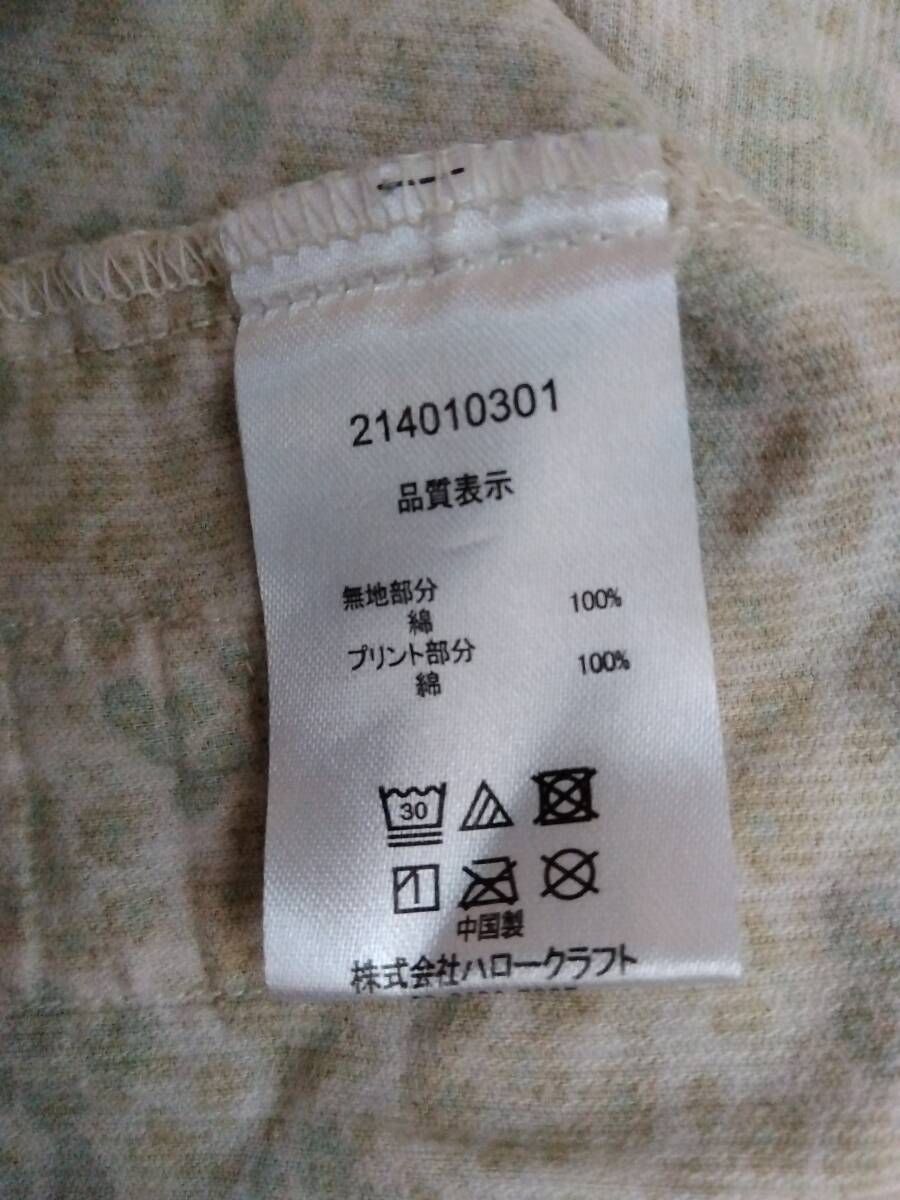 214010301
品質表示
無地部分
綿 100%
プリント部分
綿 100%
30
中国製
株式会社ハロークラフト